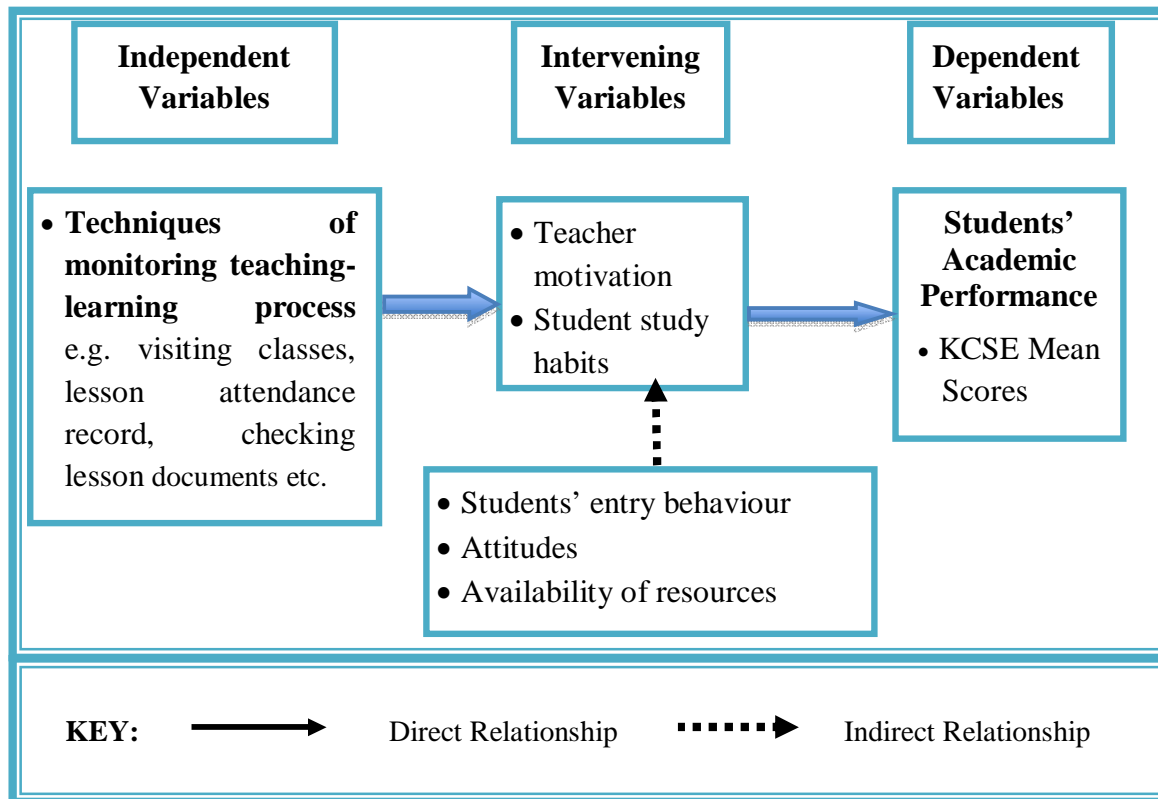 Independent
Variables
Intervening
Variables
Dependent
Variables
• Techniques of
monitoring teaching-
learning process
e.g. visiting classes,
lesson attendance
record, checking
lesson documents etc.
• Teacher
motivation
• Student study
habits
Students’
Academic
Performance
• KCSE Mean
Scores
• Students’ entry behaviour
• Attitudes
• Availability of resources
KEY: Direct Relationship Indirect Relationship